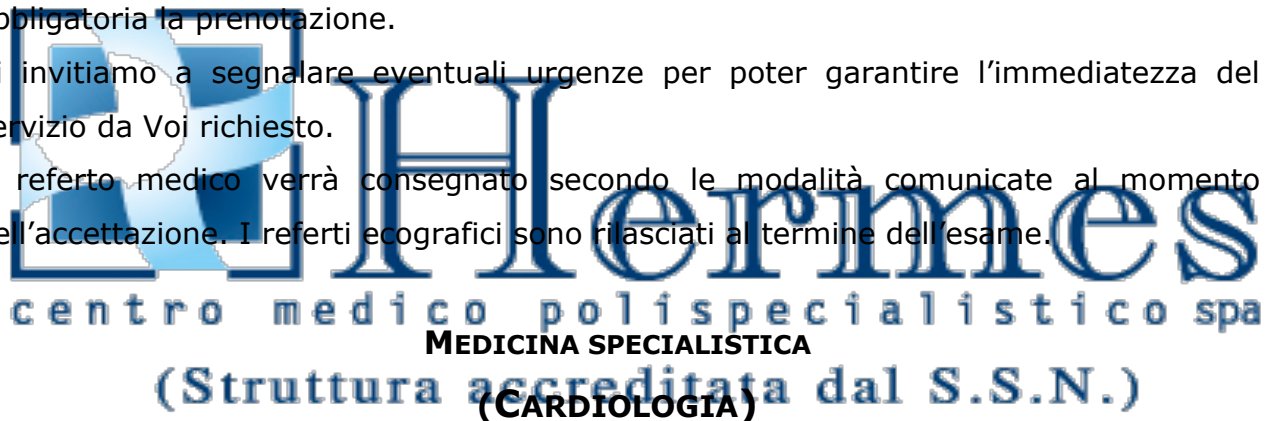 obbligatoria la prenotazione.
i invitiamo a segnalare eventuali urgenze per poter garantire l’immediatezza del
ervizio da Voi richiesto.
referto medico verrà consegnato secondo le modalità comunicate al momento
ell’accettazione. I referti ecografici sono rilasciati al termine dell’esame.
Hermes
centro medico polispecialistico spa
MEDICINA SPECIALISTICA
(Struttura accreditata dal S.S.N.)
(CARDIOLOGIA)